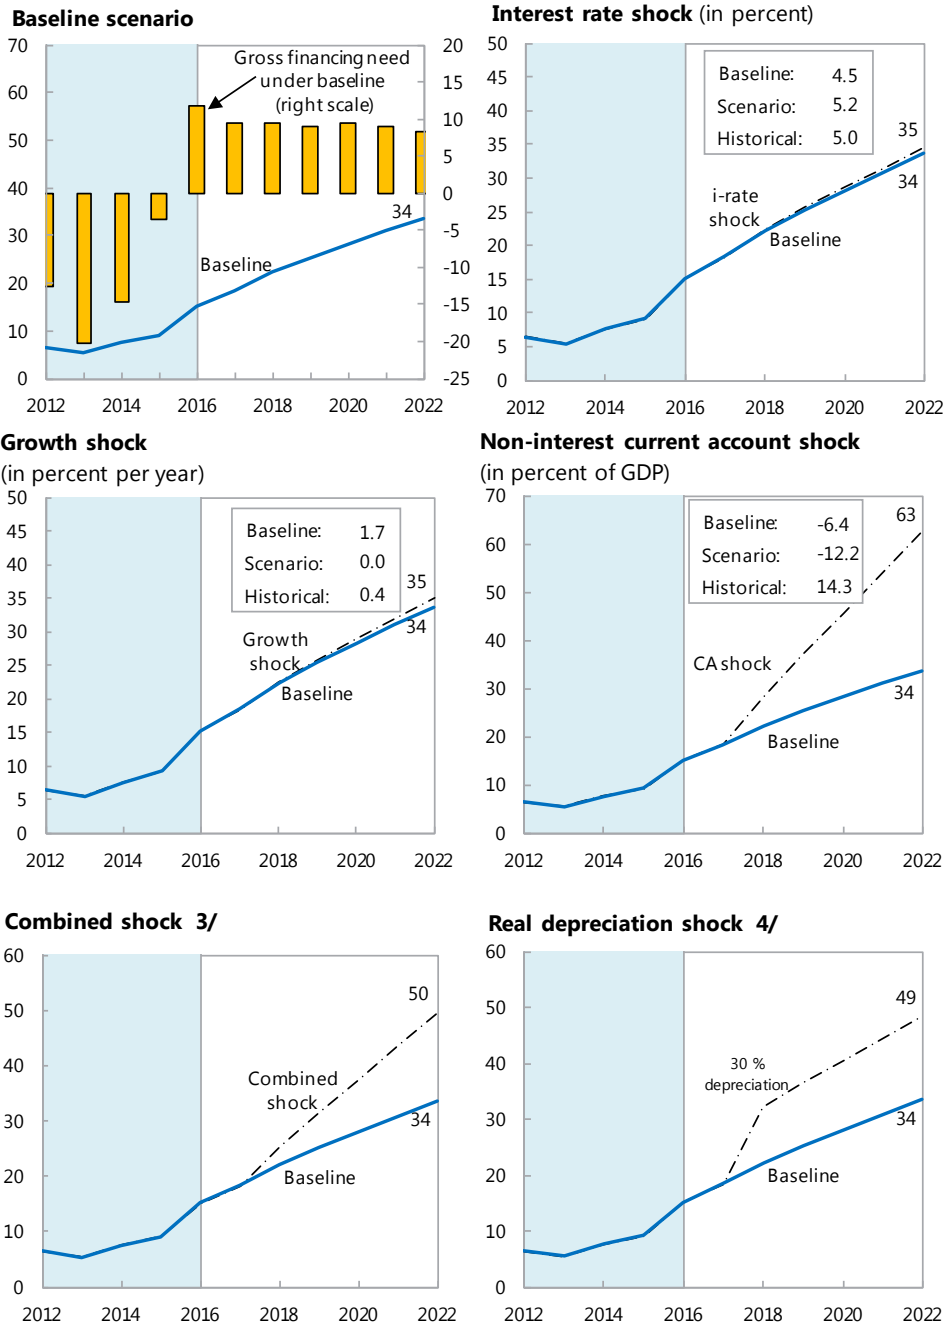 Baseline scenario
70
60
50
40
30
20
10
0
20
15
10
5
0
-5
-10
-15
-20
-25
Gross financing need
under baseline
(right scale)
34
Baseline
2012 2014 2016 2018 2020 2022
Interest rate shock (in percent)
50
45
40
35
30
25
20
15
10
5
0
Baseline: 4.5
Scenario: 5.2
Historical: 5.0
35
34
i-rate
shock
Baseline
2012 2014 2016 2018 2020 2022
Growth shock
(in percent per year)
50
45
40
35
30
25
20
15
10
5
0
Baseline: 1.7
Scenario: 0.0
Historical: 0.4
35
34
Growth
shock
Baseline
2012 2014 2016 2018 2020 2022
Non-interest current account shock
(in percent of GDP)
70
60
50
40
30
20
10
0
Baseline: -6.4
Scenario: -12.2
Historical: 14.3
63
CA shock
34
Baseline
2012 2014 2016 2018 2020 2022
Combined shock 3/
60
50
40
30
20
10
0
50
Combined
shock
34
Baseline
2012 2014 2016 2018 2020 2022
Real depreciation shock 4/
60
50
40
30
20
10
0
49
30 %
depreciation
34
Baseline
2012 2014 2016 2018 2020 2022